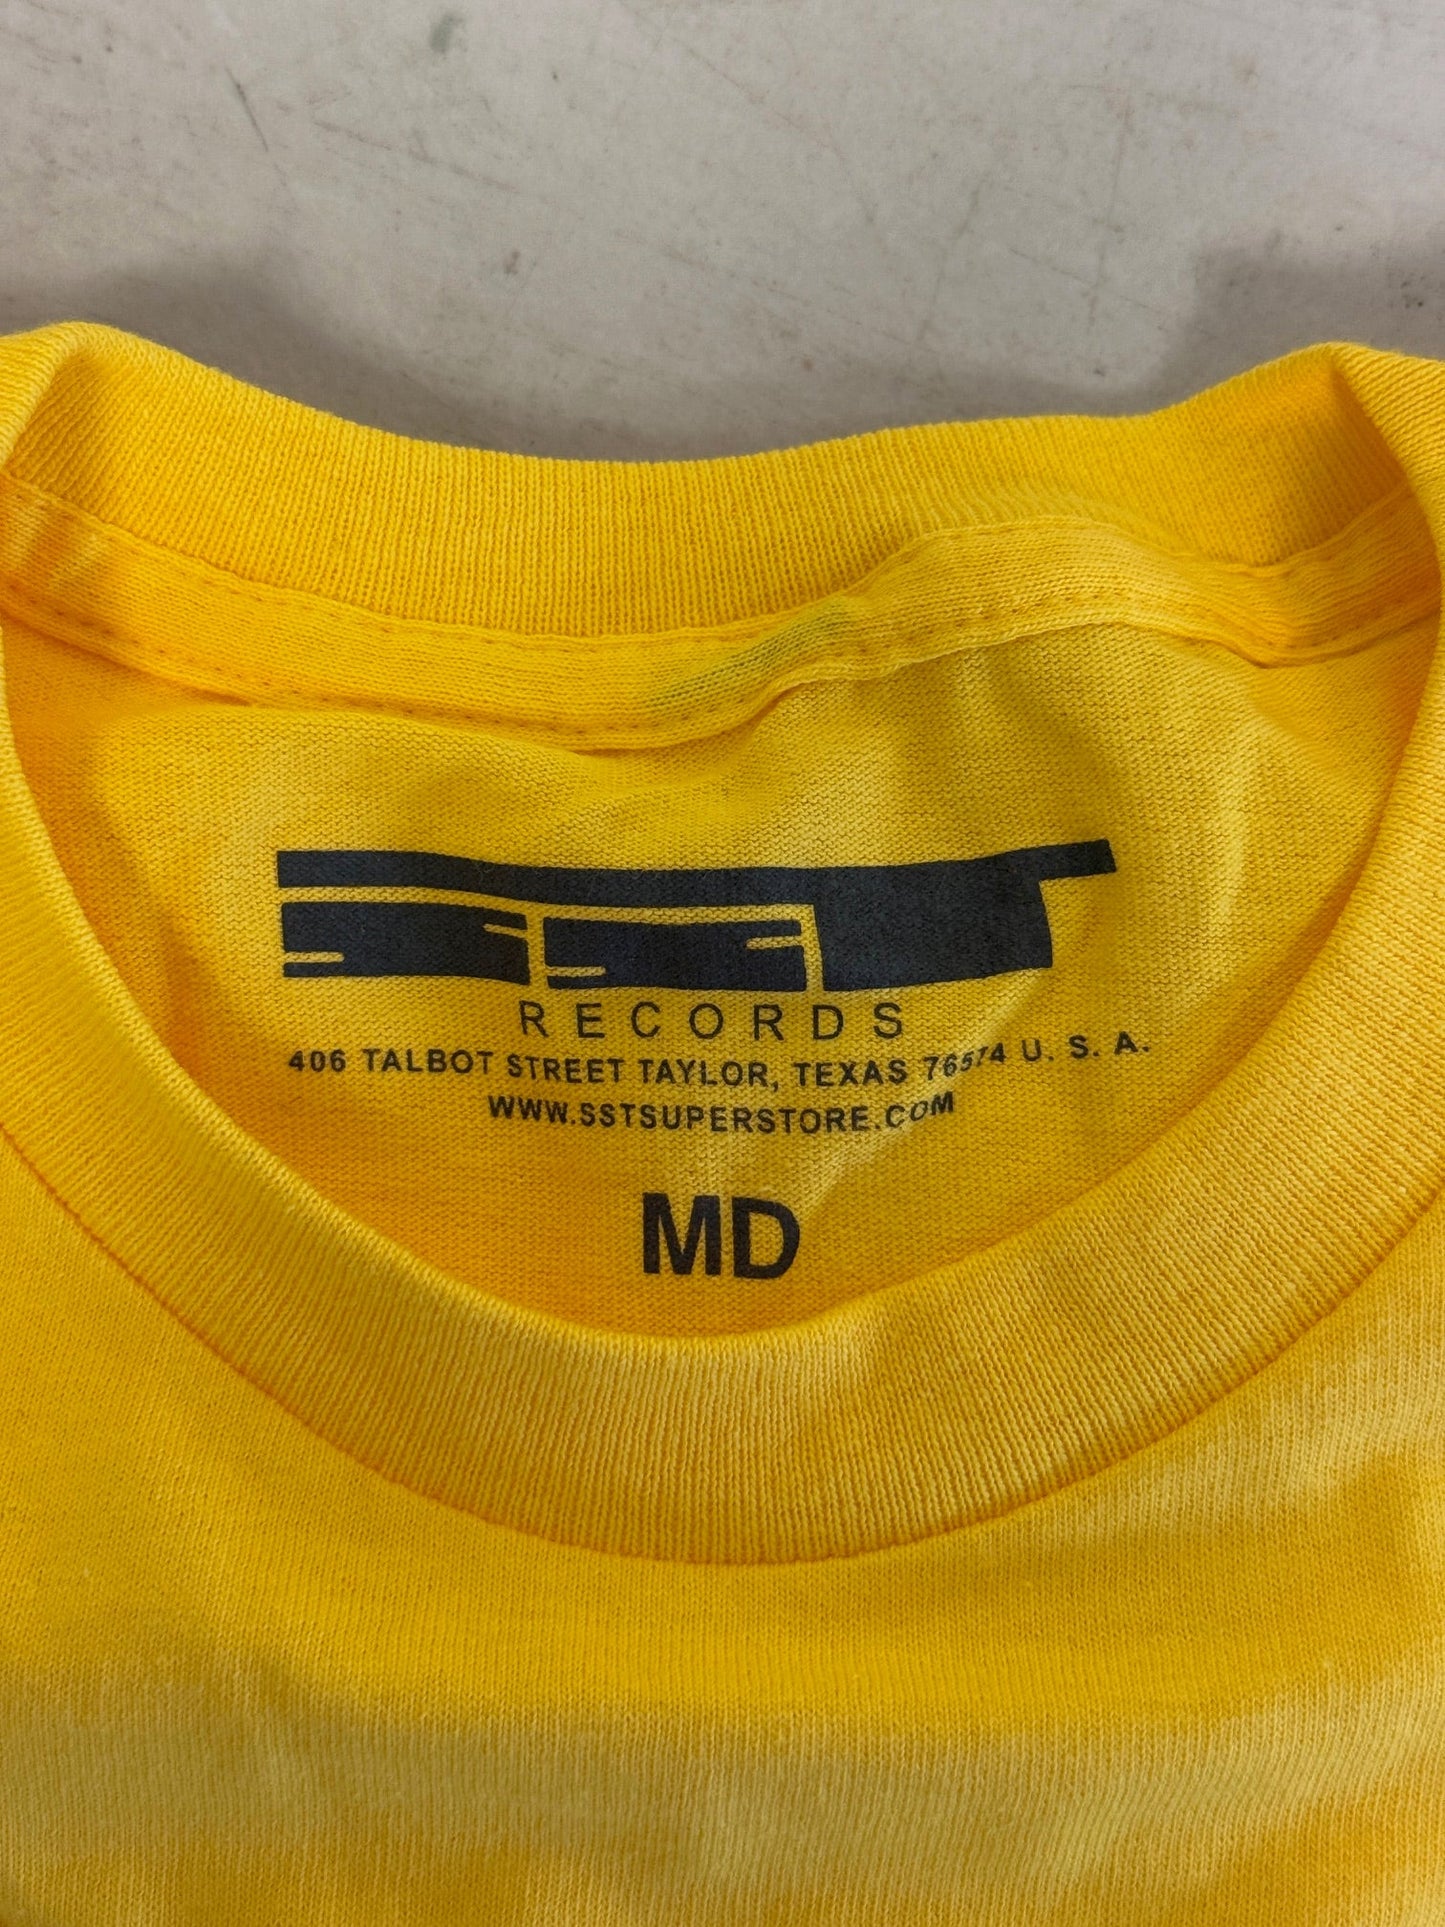 SST
RECORDS
406 TALBOT STREET TAYLOR, TEXAS 76574 U. S. A.
WWW.SSTSUPERSTORE.COM
MD